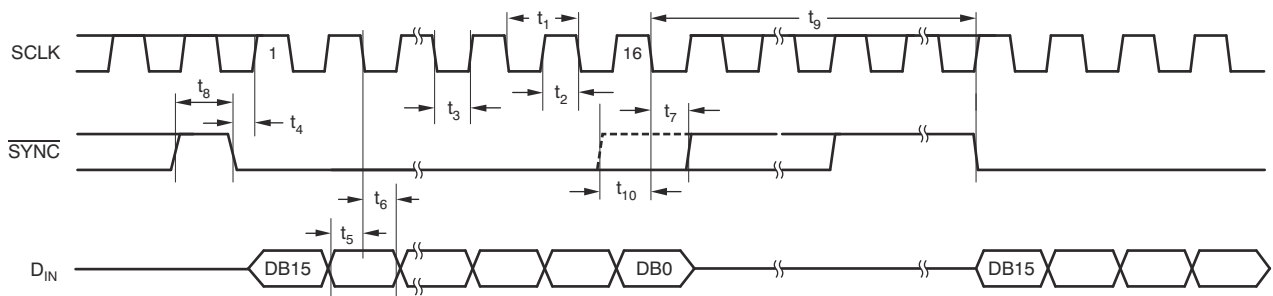 t1 t9
SCLK 1 16
t8 t3 t2 t7
t4
SYNC
t10
t6
t5
DIN DB15 DB0 DB15